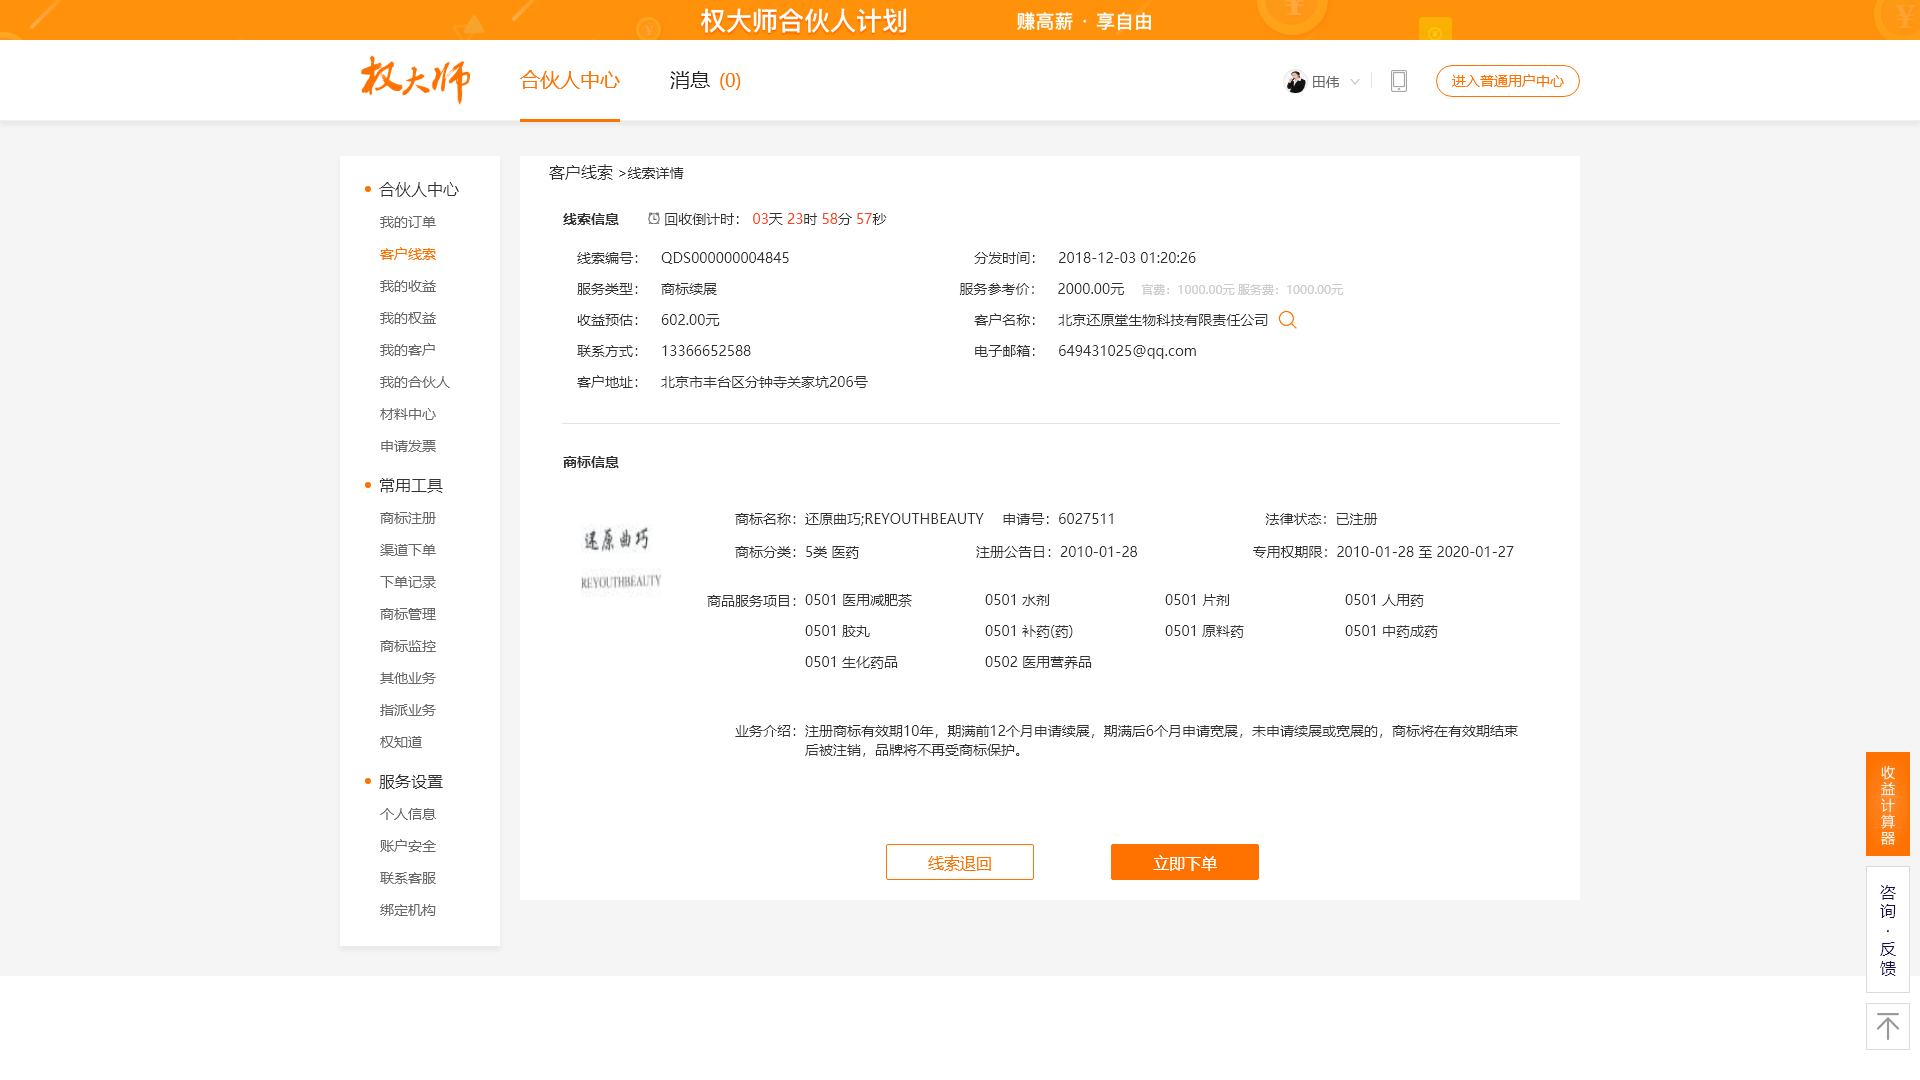 权大师合伙人计划 赚高薪 · 享自由
权大师 合伙人中心 消息 (0) 田伟 进入普通用户中心
合伙人中心
我的订单
客户线索
我的收益
我的权益
我的客户
我的合伙人
材料中心
申请发票
常用工具
商标注册
渠道下单
下单记录
商标管理
商标监控
其他业务
指派业务
权知道
服务设置
个人信息
账户安全
联系客服
绑定机构
客户线索 >线索详情
线索信息 回收倒计时： 03天 23时 58分 57秒
线索编号： QDS000000004845 分发时间： 2018-12-03 01:20:26
服务类型： 商标续展 服务参考价： 2000.00元 官费：1000.00元 服务费：1000.00元
收益预估： 602.00元 客户名称： 北京还原堂生物科技有限责任公司
联系方式： 13366652588 电子邮箱： 649431025@qq.com
客户地址： 北京市丰台区分钟寺关家坑206号
商标信息
还原曲巧
REYOUTHBEAUTY
商标名称：还原曲巧;REYOUTHBEAUTY 申请号：6027511 法律状态：已注册
商标分类：5类 医药 注册公告日：2010-01-28 专用权期限：2010-01-28 至 2020-01-27
商品服务项目：0501 医用减肥茶 0501 水剂 0501 片剂 0501 人用药
0501 胶丸 0501 补药(药) 0501 原料药 0501 中药成药
0501 生化药品 0502 医用营养品
业务介绍：注册商标有效期10年，期满前12个月申请续展，期满后6个月申请宽展，未申请续展或宽展的，商标将在有效期结束
后被注销，品牌将不再受商标保护。
线索退回 立即下单
收益计算器
咨询·反馈